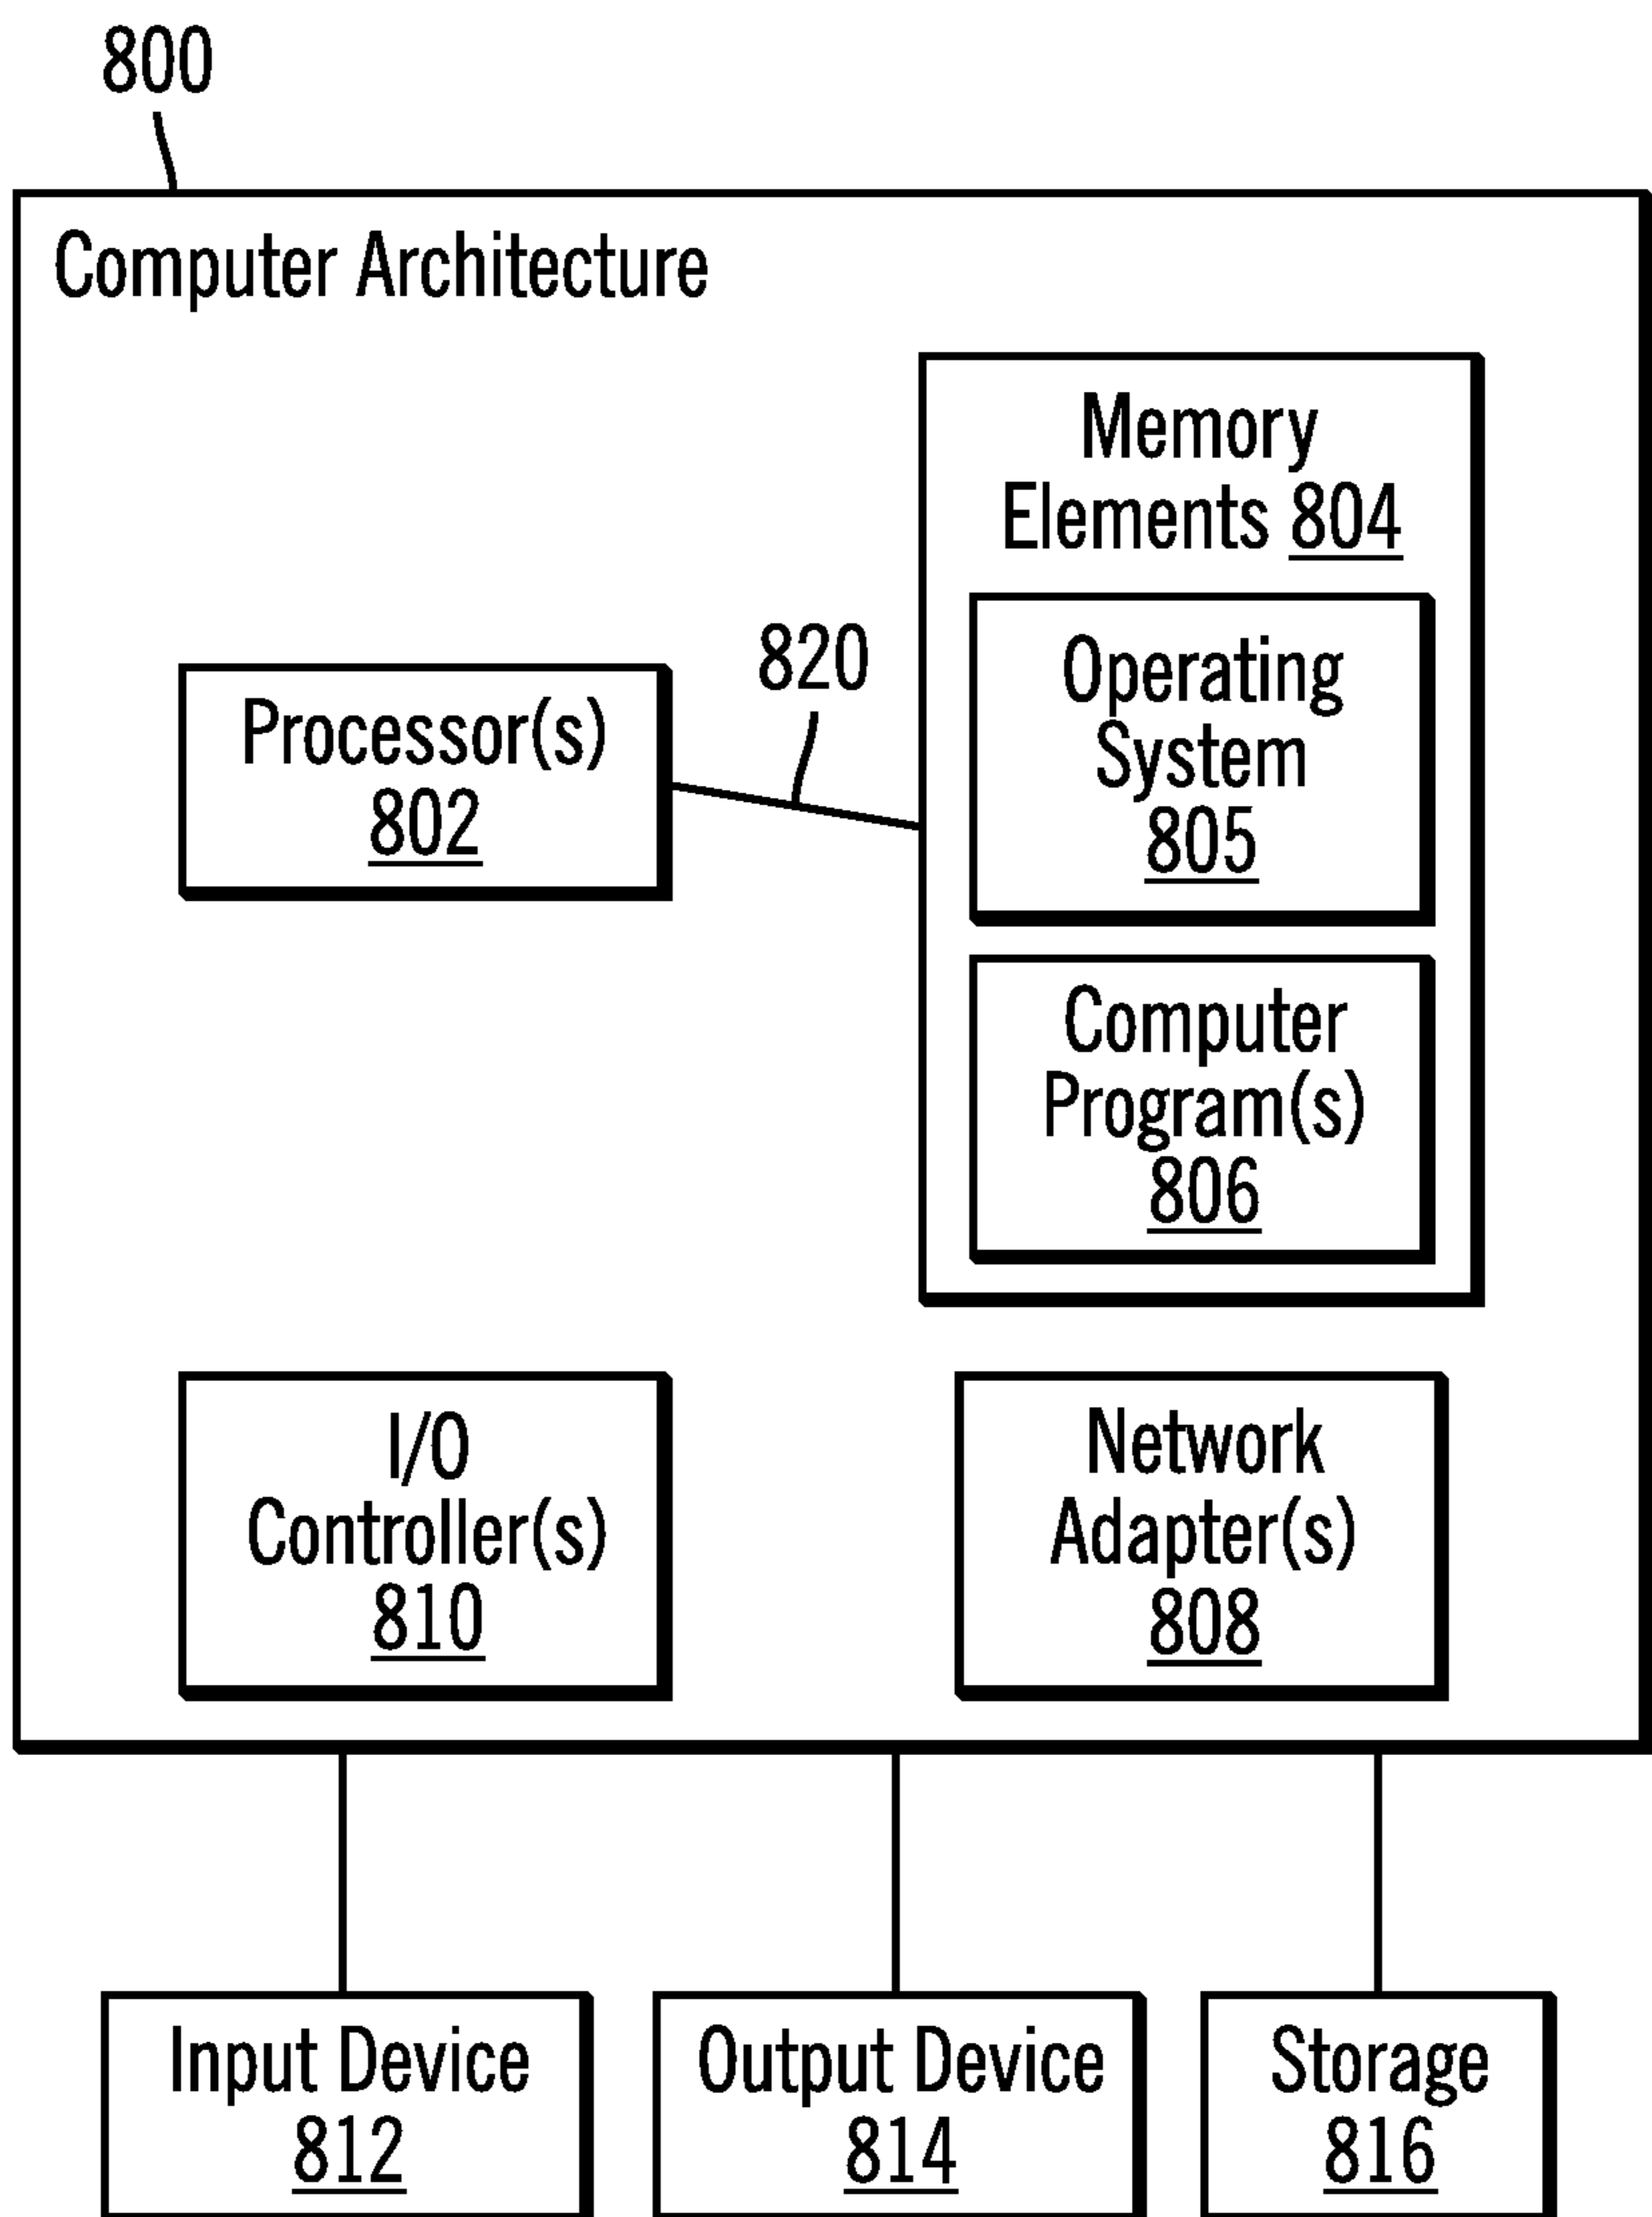 800
Computer Architecture
Memory
Elements 804
Operating
System
805
820
Processor(s)
802
Computer
Program(s)
806
I/O
Controller(s)
810
Network
Adapter(s)
808
Input Device
812
Output Device
814
Storage
816